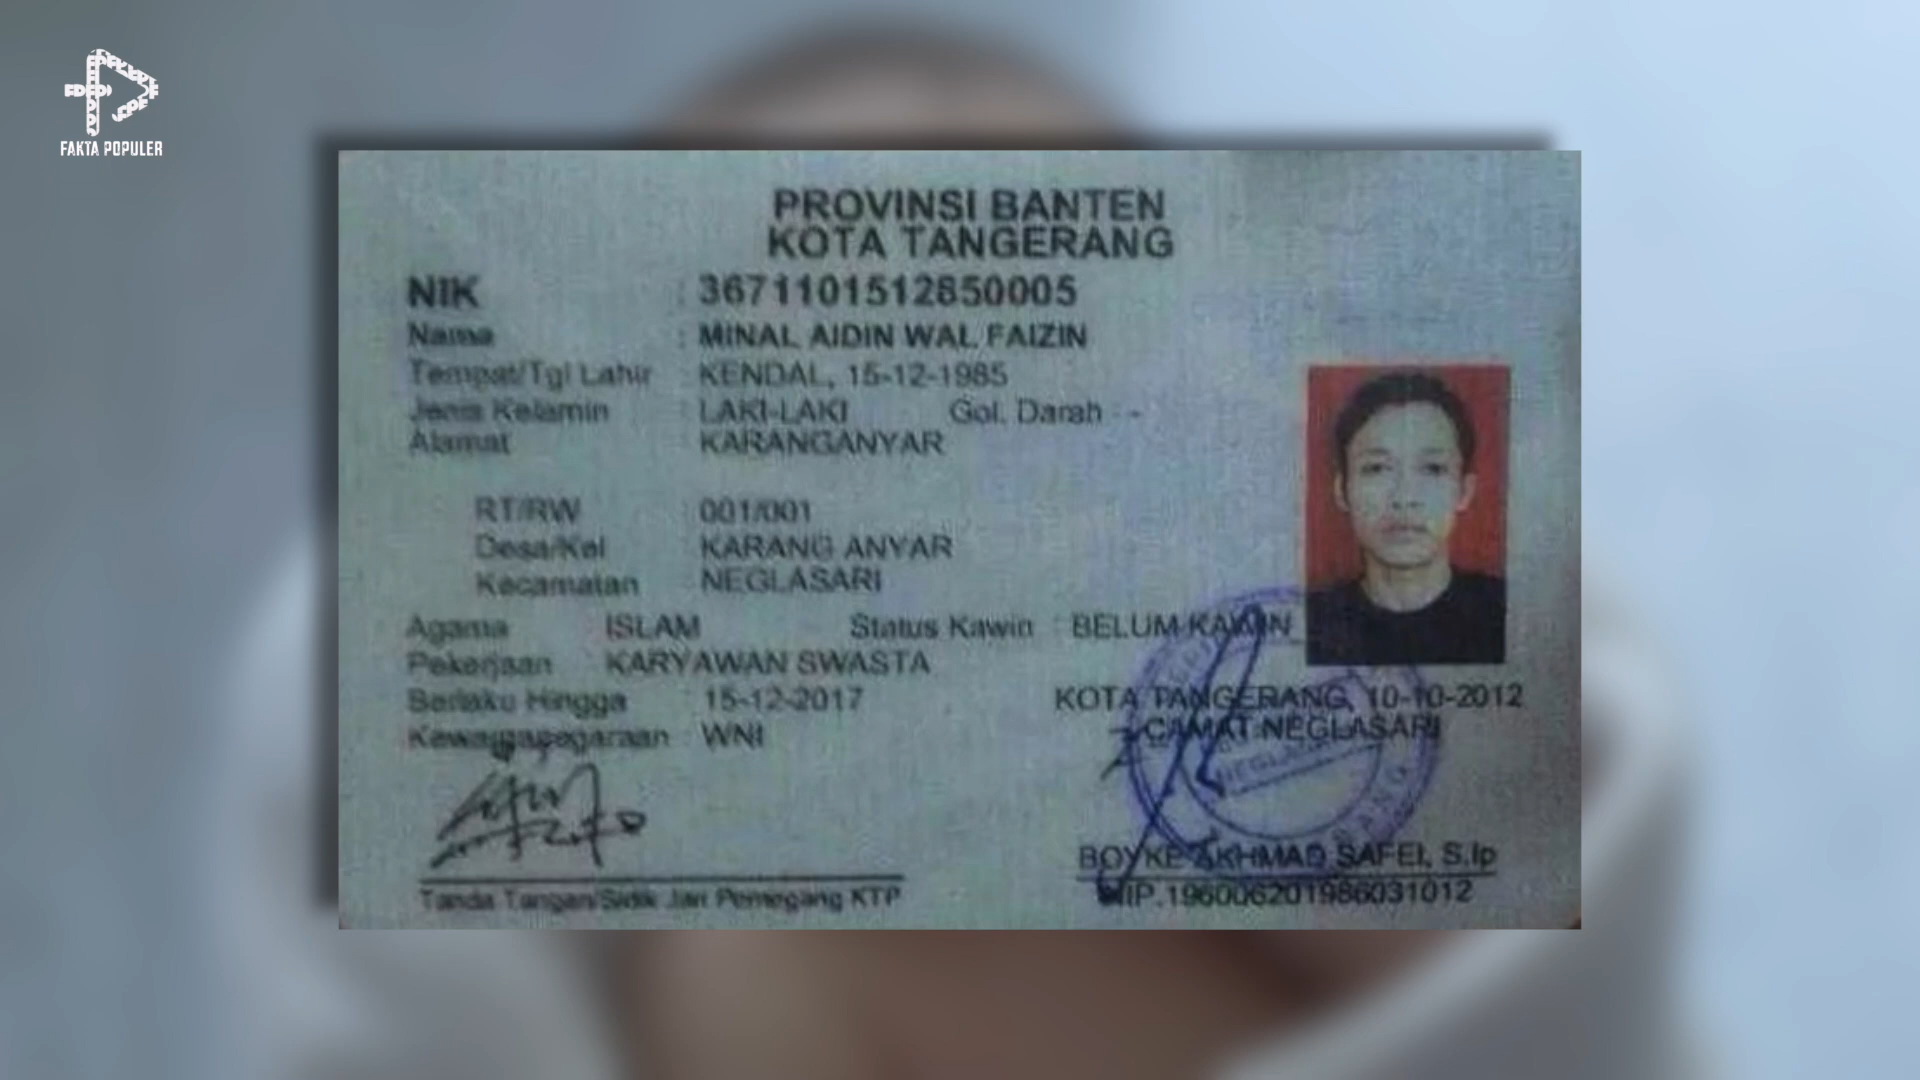 FAKTA POPULER
PROVINSI BANTEN
KOTA TANGERANG
NIK : 3671101512850005
Nama : MINAL AIDIN WAL FAIZIN
Tempat/Tgl Lahir : KENDAL, 15-12-1985
Jenis Kelamin : LAKI-LAKI Gol. Darah : -
Alamat : KARANGANYAR
RT/RW : 001/001
Desa/Kel : KARANG ANYAR
Kecamatan : NEGLASARI
Agama : ISLAM Status Kawin : BELUM KAWIN
Pekerjaan : KARYAWAN SWASTA
Berlaku Hingga : 15-12-2017
Kewarganegaraan : WNI
KOTA TANGERANG, 10-10-2012
CAMAT NEGLASARI
BOYKE AKHMAD SAFEI, S.Ip
NIP.196006201986031012
Tanda Tangan/Sidik Jari Pemegang KTP